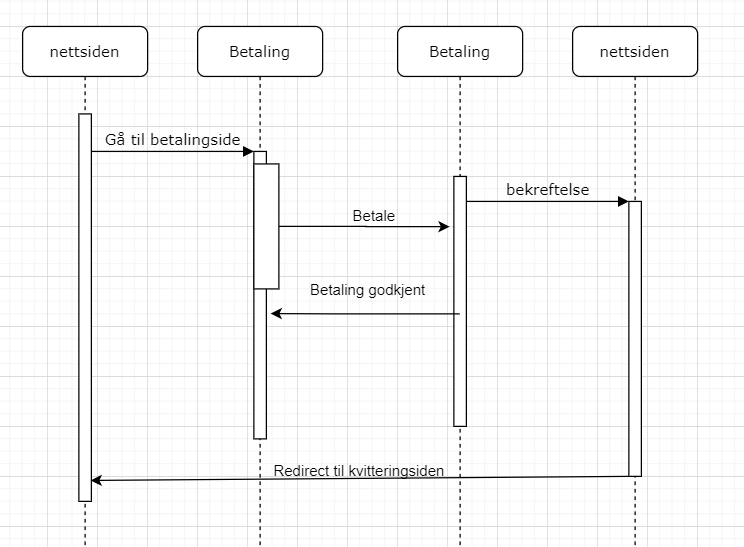 nettsiden
Betaling
Betaling
nettsiden
Gå til betalingside
bekreftelse
Betale
Betaling godkjent
Redirect til kvitteringsiden